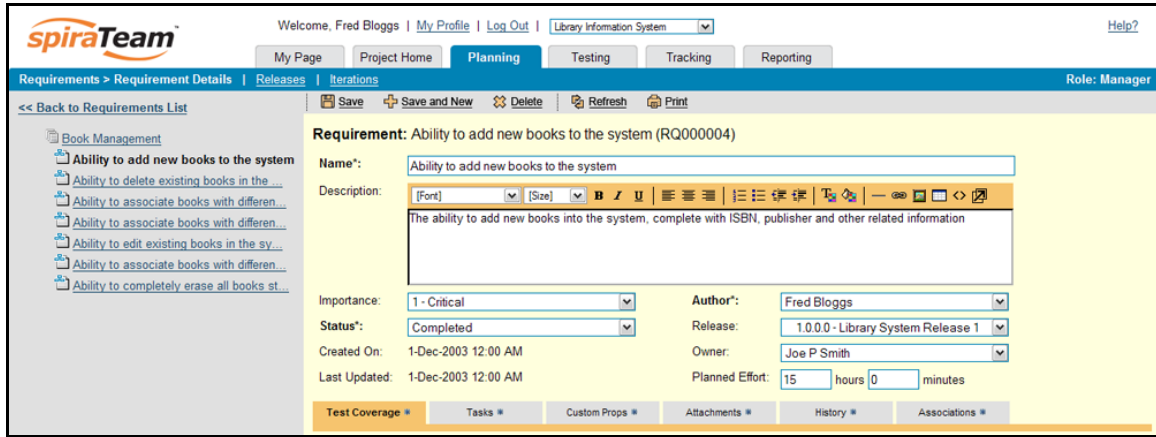 spiraTeam
Welcome, Fred Bloggs | My Profile | Log Out | Library Information System
Help?
My Page Project Home Planning Testing Tracking Reporting
Requirements > Requirement Details | Releases | Iterations
Role: Manager
<< Back to Requirements List
Save Save and New Delete Refresh Print
Book Management
Ability to add new books to the system
Ability to delete existing books in the ...
Ability to associate books with differen...
Ability to associate books with differen...
Ability to edit existing books in the sy...
Ability to associate books with differen...
Ability to completely erase all books st...
Requirement: Ability to add new books to the system (RQ000004)
Name*: Ability to add new books to the system
Description: [Font] [Size] B I U
The ability to add new books into the system, complete with ISBN, publisher and other related information
Importance: 1 - Critical Author*: Fred Bloggs
Status*: Completed Release: 1.0.0.0 - Library System Release 1
Created On: 1-Dec-2003 12:00 AM Owner: Joe P Smith
Last Updated: 1-Dec-2003 12:00 AM Planned Effort: 15 hours 0 minutes
Test Coverage Tasks Custom Props Attachments History Associations